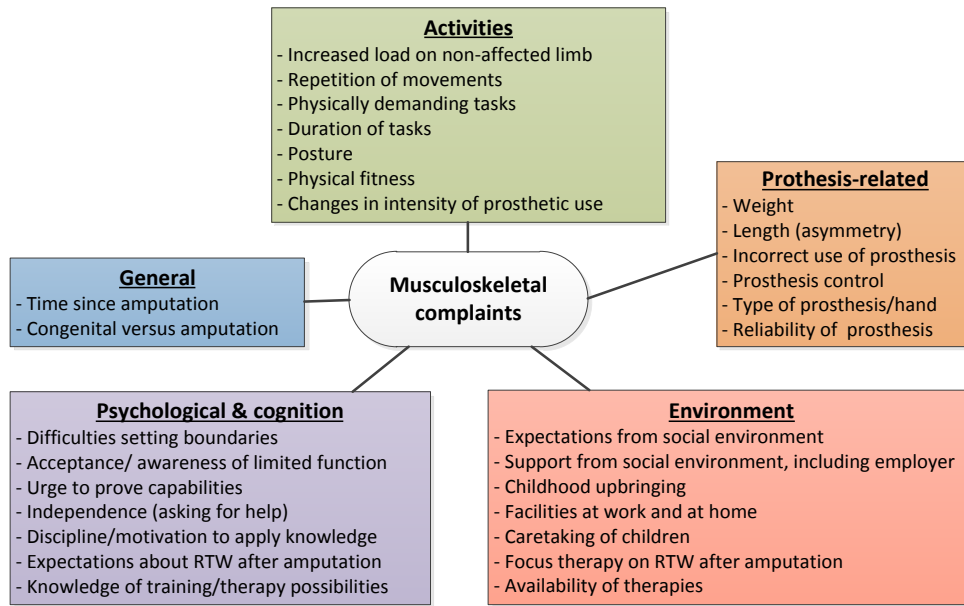 Activities
- Increased load on non-affected limb
- Repetition of movements
- Physically demanding tasks
- Duration of tasks
- Posture
- Physical fitness
- Changes in intensity of prosthetic use
Prothesis-related
- Weight
- Length (asymmetry)
- Incorrect use of prosthesis
- Prosthesis control
- Type of prosthesis/hand
- Reliability of prosthesis
General
- Time since amputation
- Congenital versus amputation
Musculoskeletal
complaints
Psychological & cognition
- Difficulties setting boundaries
- Acceptance/ awareness of limited function
- Urge to prove capabilities
- Independence (asking for help)
- Discipline/motivation to apply knowledge
- Expectations about RTW after amputation
- Knowledge of training/therapy possibilities
Environment
- Expectations from social environment
- Support from social environment, including employer
- Childhood upbringing
- Facilities at work and at home
- Caretaking of children
- Focus therapy on RTW after amputation
- Availability of therapies